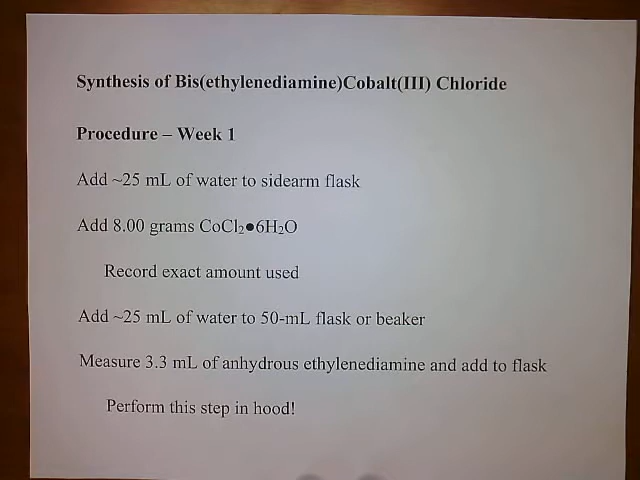 Synthesis of Bis(ethylenediamine)Cobalt(III) Chloride
Procedure – Week 1
Add ~25 mL of water to sidearm flask
Add 8.00 grams CoCl₂●6H₂O
Record exact amount used
Add ~25 mL of water to 50-mL flask or beaker
Measure 3.3 mL of anhydrous ethylenediamine and add to flask
Perform this step in hood!